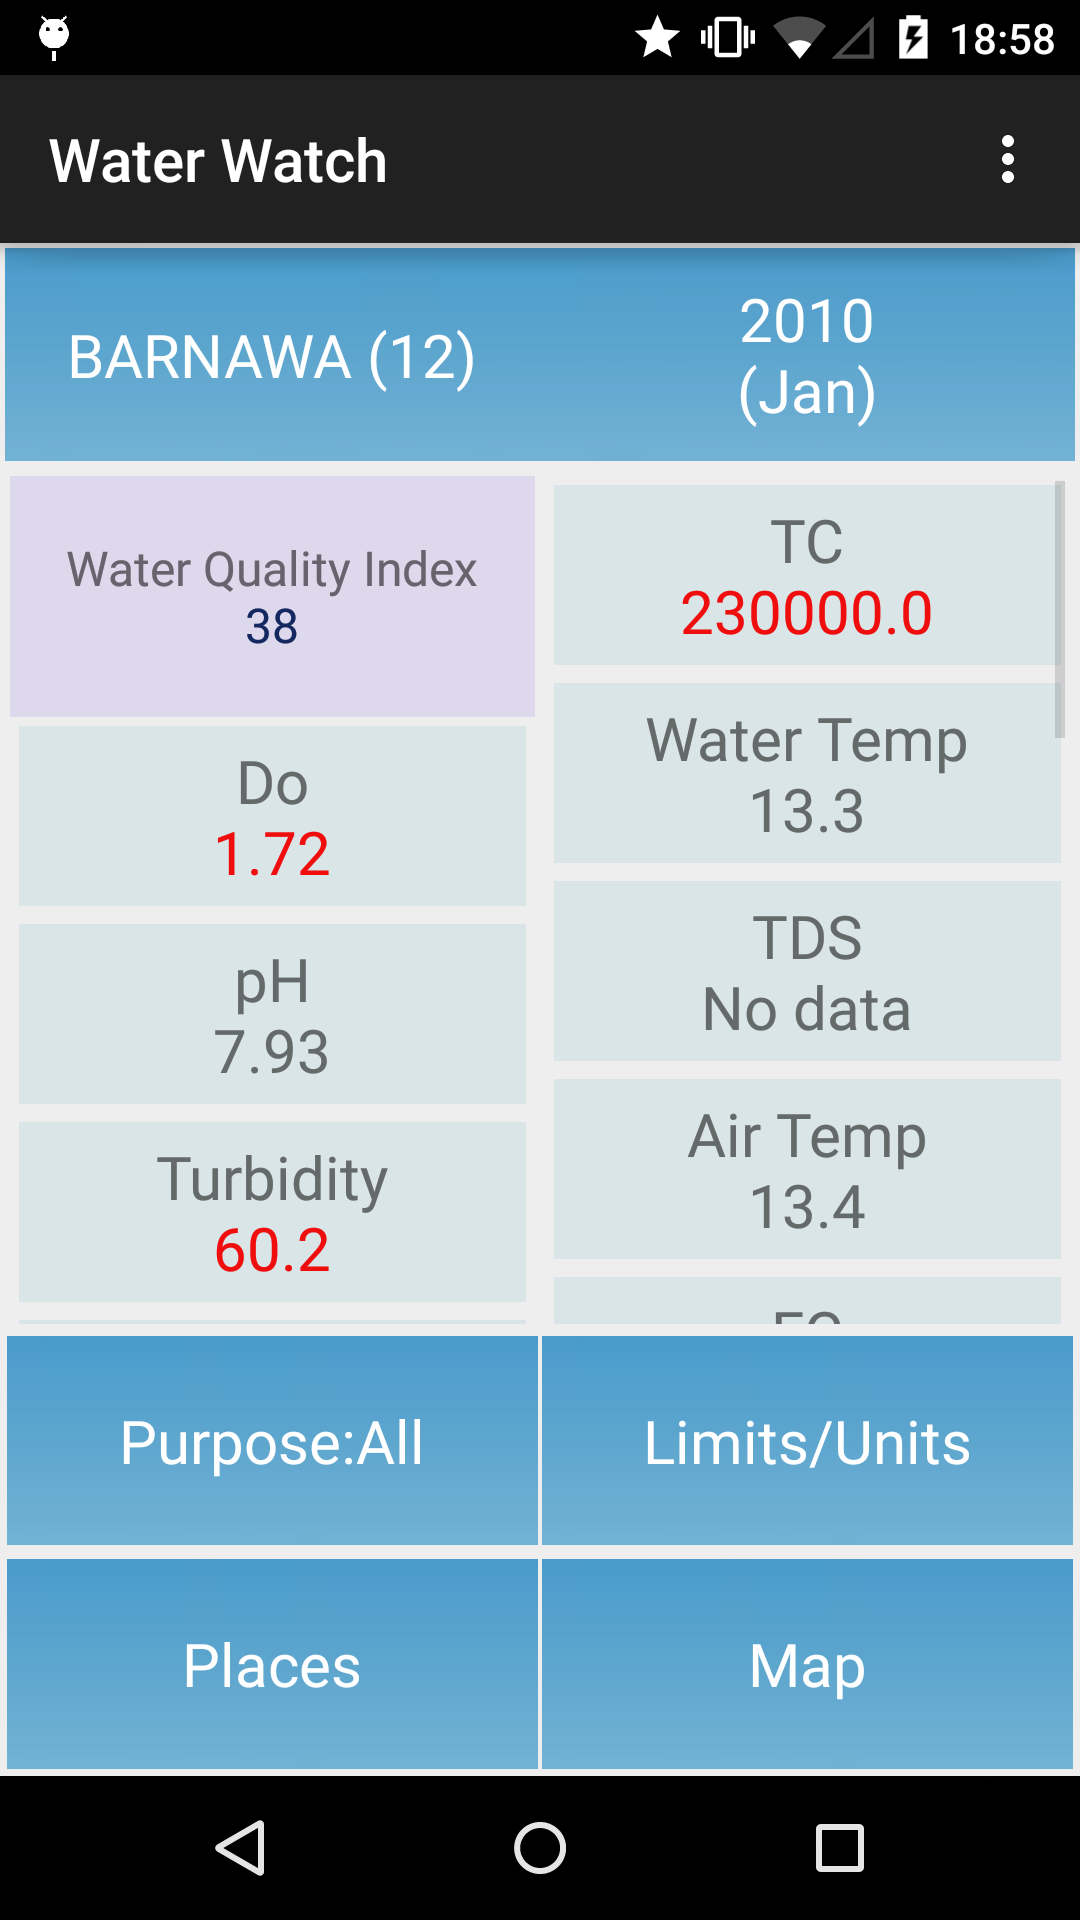 18:58
Water Watch
BARNAWA (12)
2010
(Jan)
Water Quality Index
38
Do
1.72
pH
7.93
Turbidity
60.2
TC
230000.0
Water Temp
13.3
TDS
No data
Air Temp
13.4
Purpose:All
Limits/Units
Places
Map